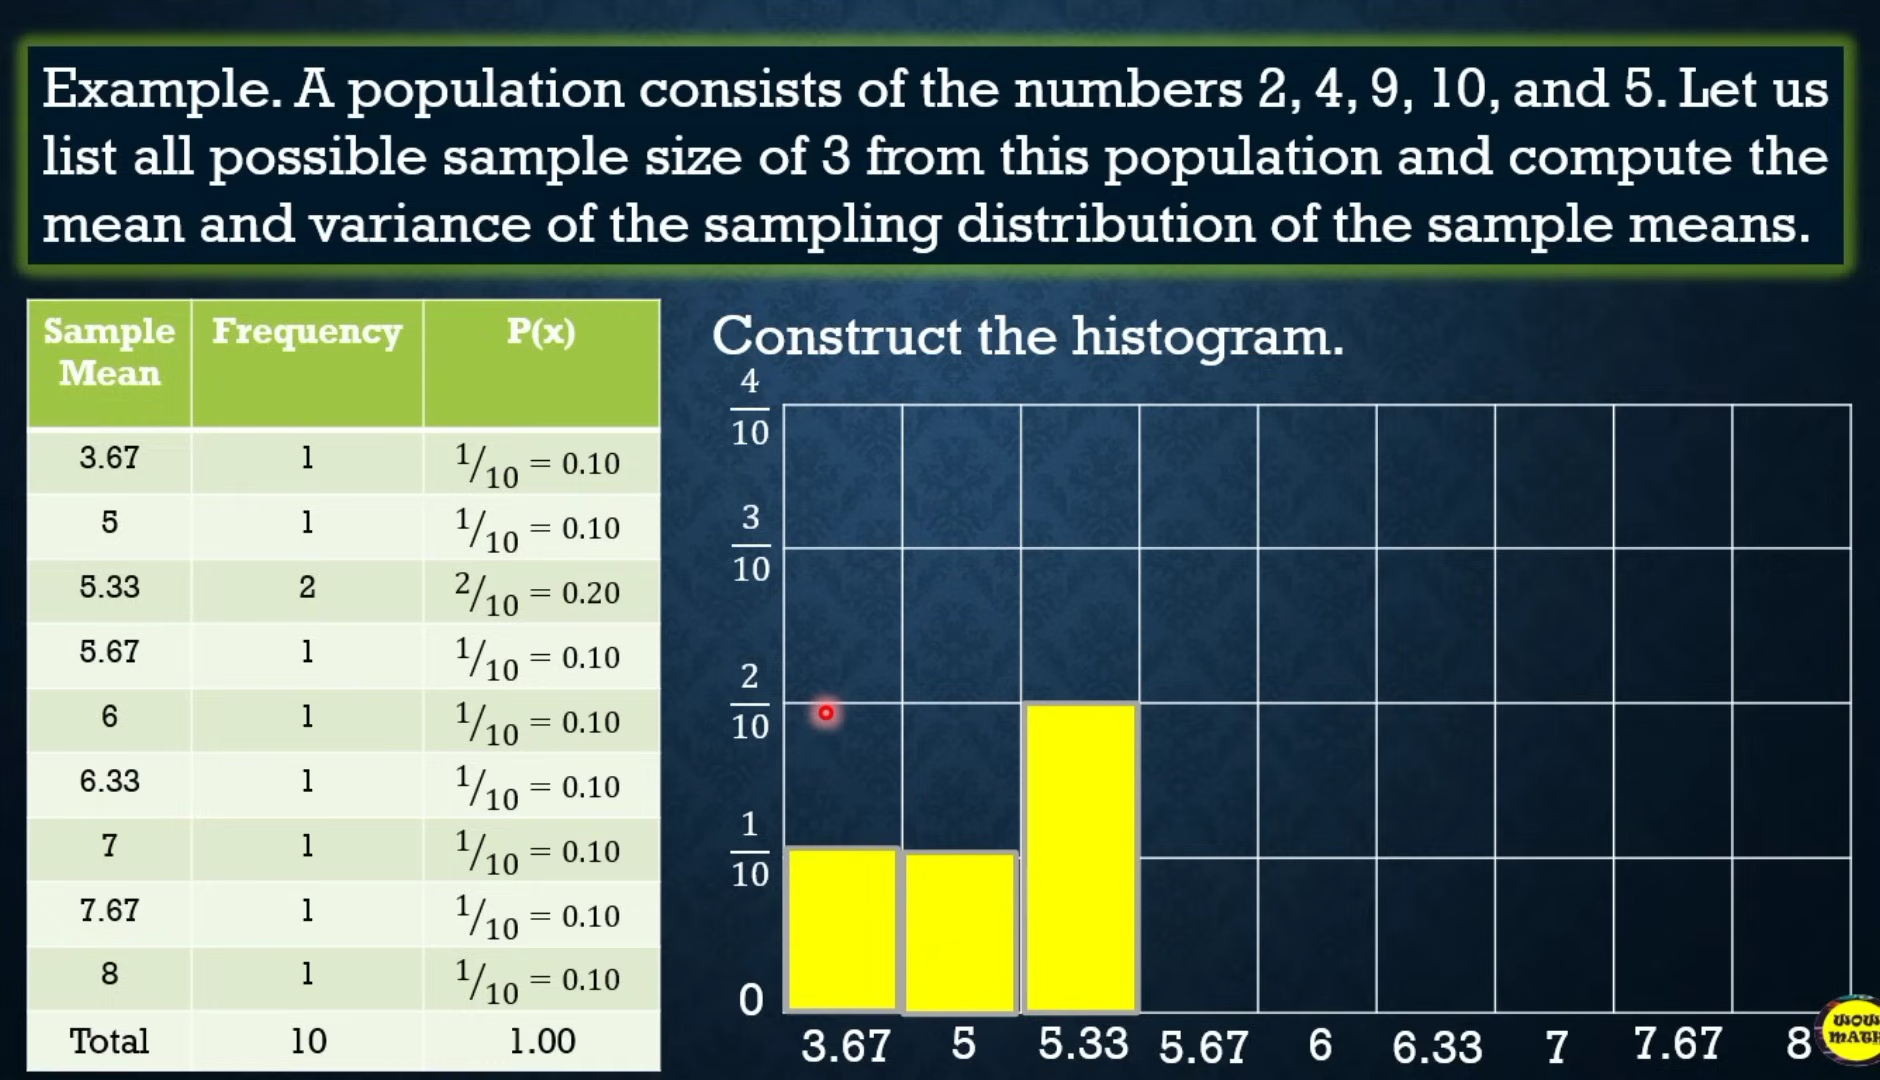 Example. A population consists of the numbers 2, 4, 9, 10, and 5. Let us
list all possible sample size of 3 from this population and compute the
mean and variance of the sampling distribution of the sample means.
Sample Mean Frequency P(x)
3.67 1 1/10 = 0.10
5 1 1/10 = 0.10
5.33 2 2/10 = 0.20
5.67 1 1/10 = 0.10
6 1 1/10 = 0.10
6.33 1 1/10 = 0.10
7 1 1/10 = 0.10
7.67 1 1/10 = 0.10
8 1 1/10 = 0.10
Total 10 1.00
Construct the histogram.
4/10
3/10
2/10
1/10
0
3.67 5 5.33 5.67 6 6.33 7 7.67 8
WOW
MATH